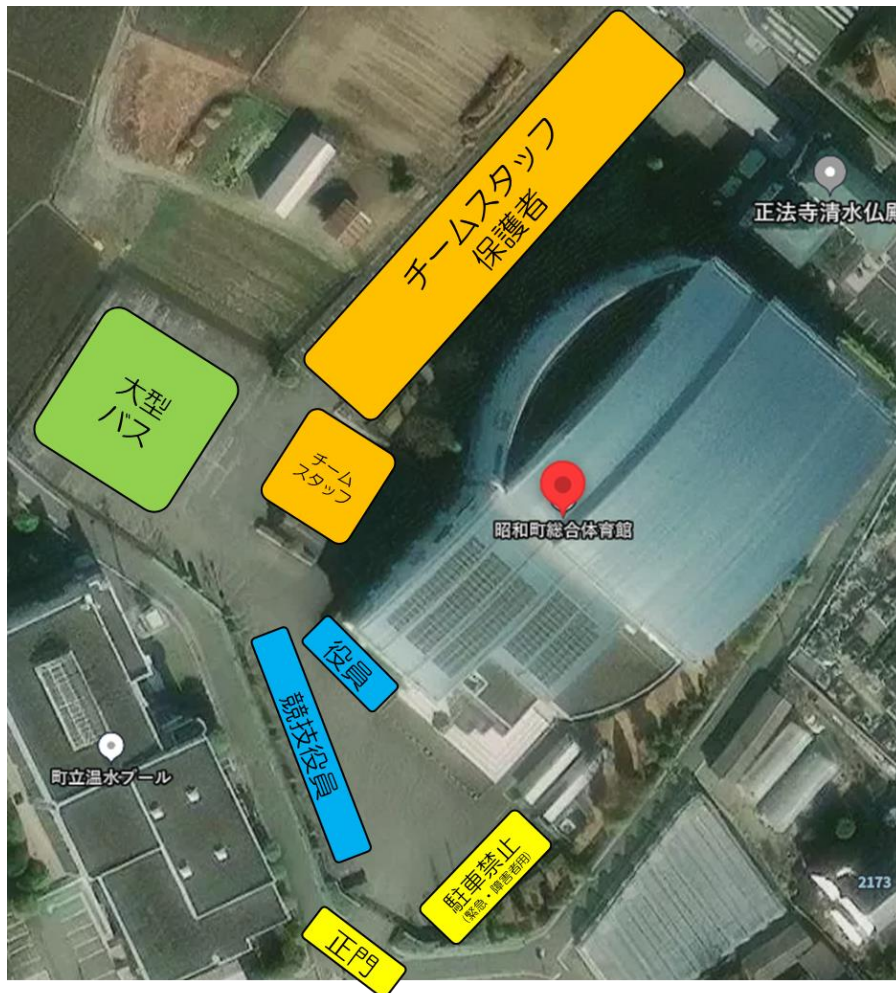 チームスタッフ
保護者
正法寺清水仏殿
大型
バス
チーム
スタッフ
昭和町総合体育館
役員
競技役員
町立温水プール
駐車禁止
(緊急・障害者用)
2173
正門